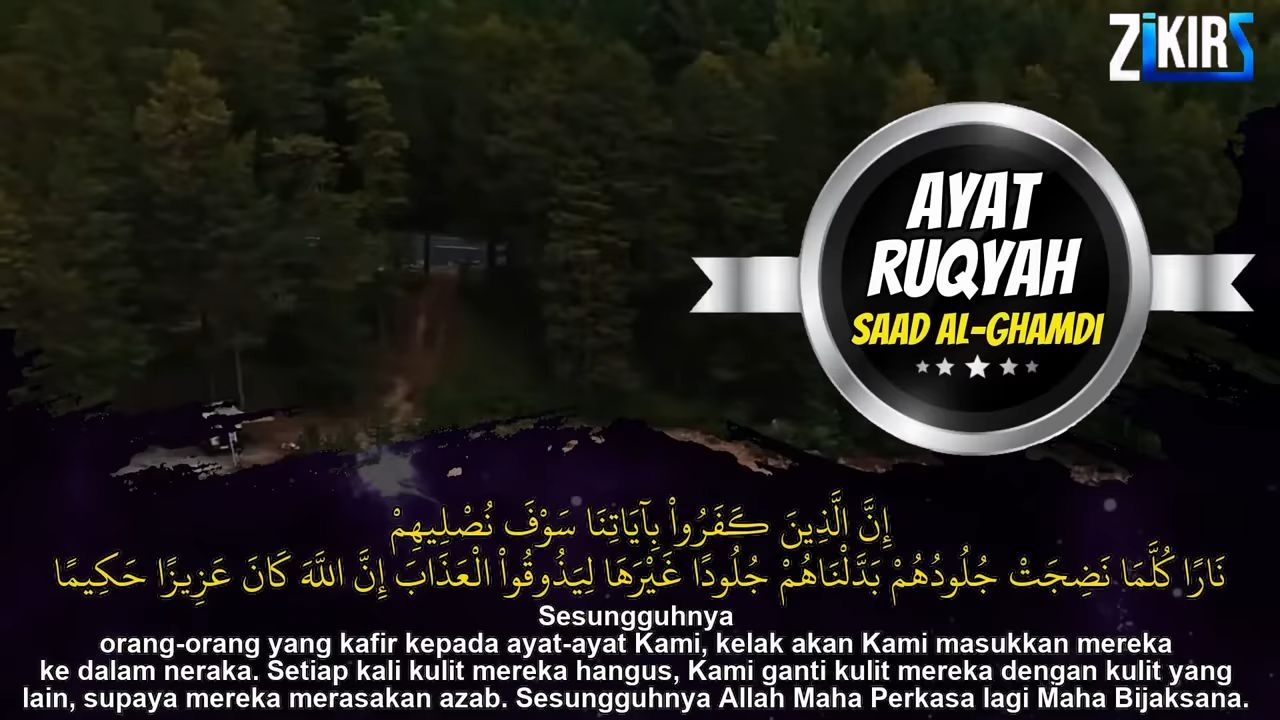 ZiKIRS
AYAT
RUQYAH
SAAD AL-GHAMDI
إِنَّ الَّذِينَ كَفَرُواْ بِآيَاتِنَا سَوْفَ نُصْلِيهِمْ
نَارًا كُلَّمَا نَضِجَتْ جُلُودُهُمْ بَدَّلْنَاهُمْ جُلُودًا غَيْرَهَا لِيَذُوقُواْ الْعَذَابَ إِنَّ اللَّهَ كَانَ عَزِيزًا حَكِيمًا
Sesungguhnya
orang-orang yang kafir kepada ayat-ayat Kami, kelak akan Kami masukkan mereka
ke dalam neraka. Setiap kali kulit mereka hangus, Kami ganti kulit mereka dengan kulit yang
lain, supaya mereka merasakan azab. Sesungguhnya Allah Maha Perkasa lagi Maha Bijaksana.